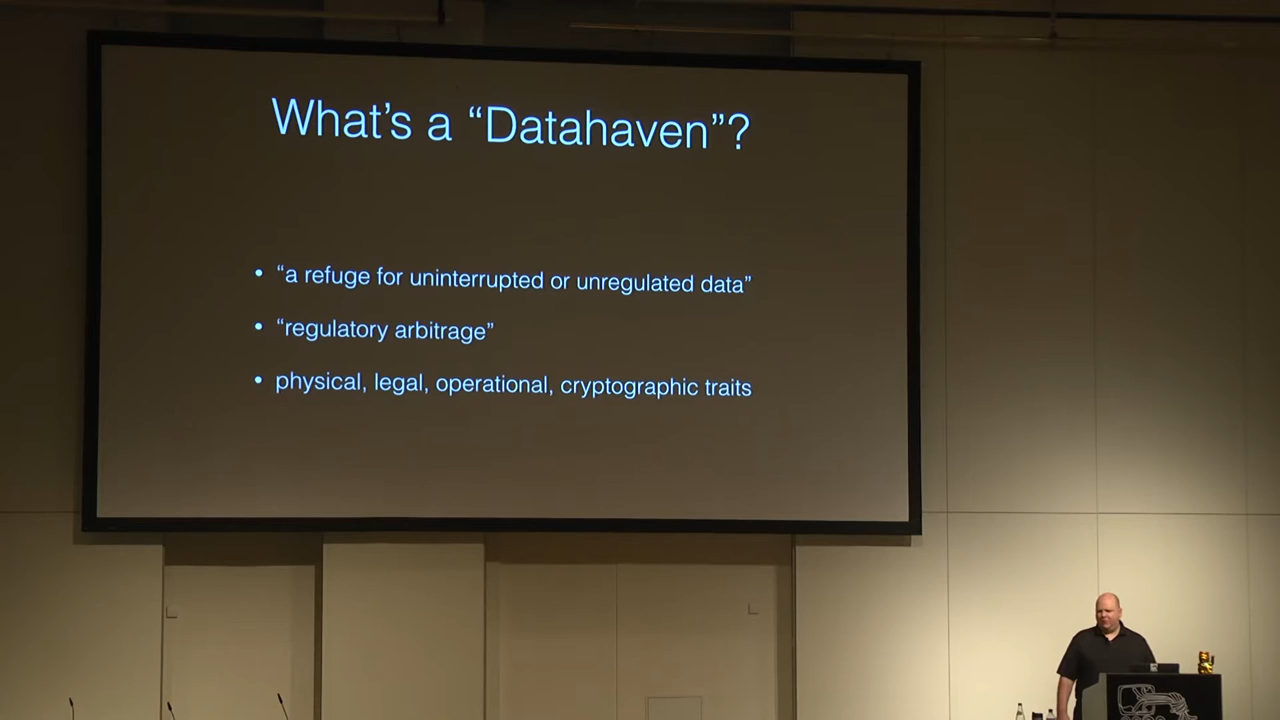 What's a “Datahaven”?
• “a refuge for uninterrupted or unregulated data”
• “regulatory arbitrage”
• physical, legal, operational, cryptographic traits